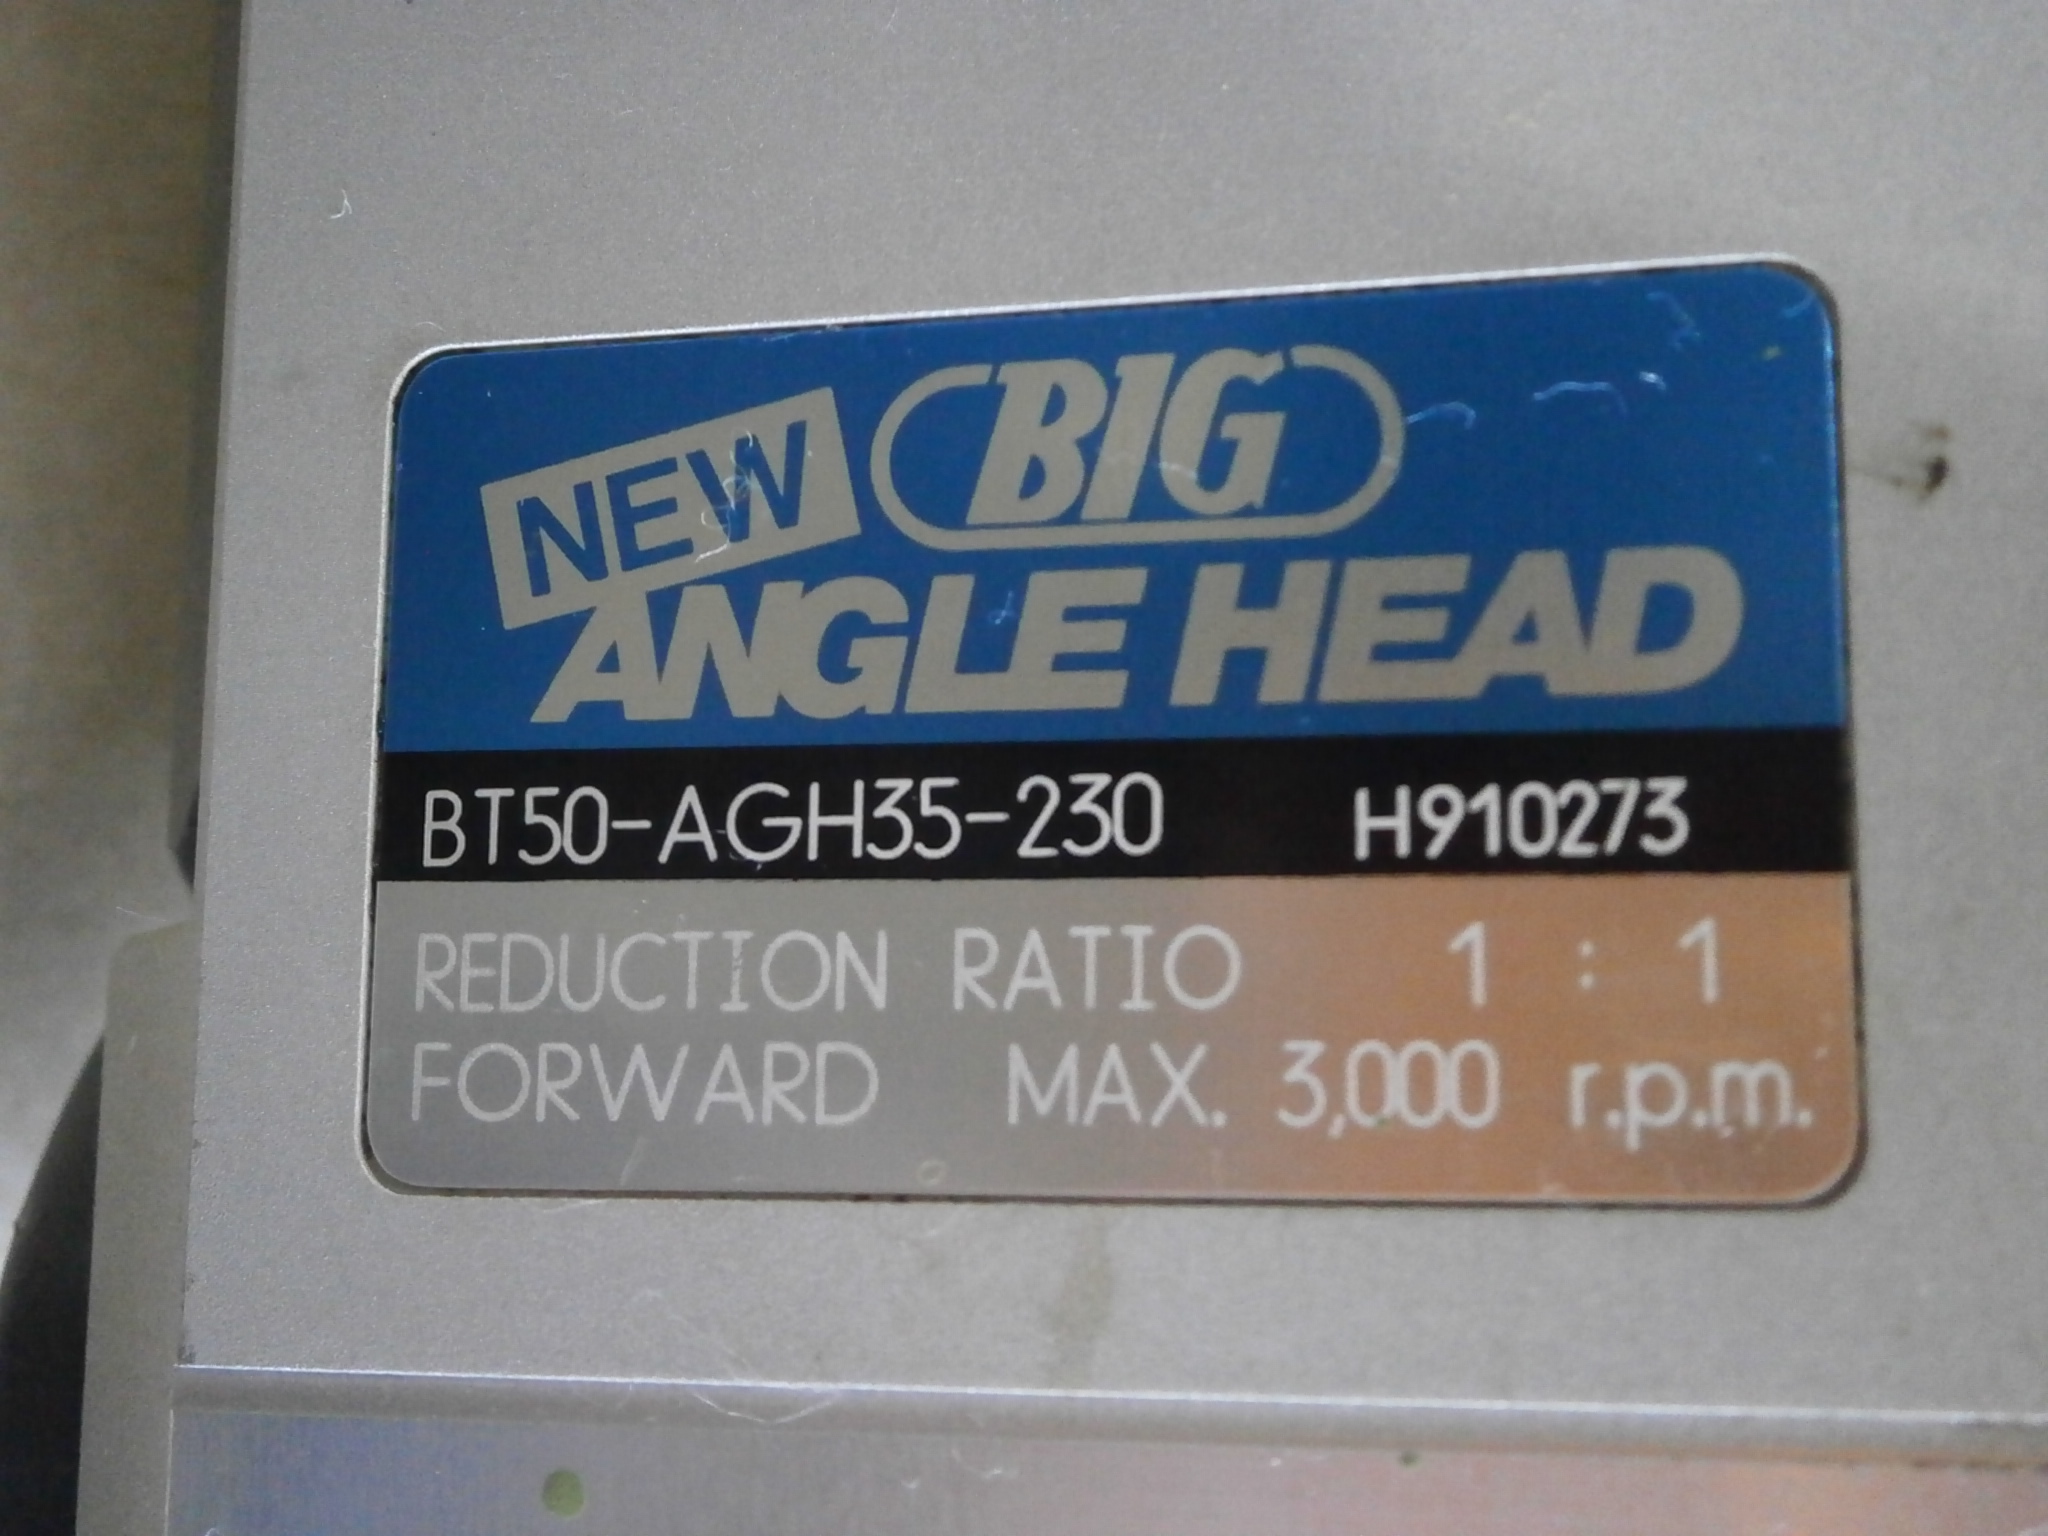 NEW BIG
ANGLE HEAD
BT50-AGH35-230 H910273
REDUCTION RATIO 1 : 1
FORWARD MAX. 3,000 r.p.m.